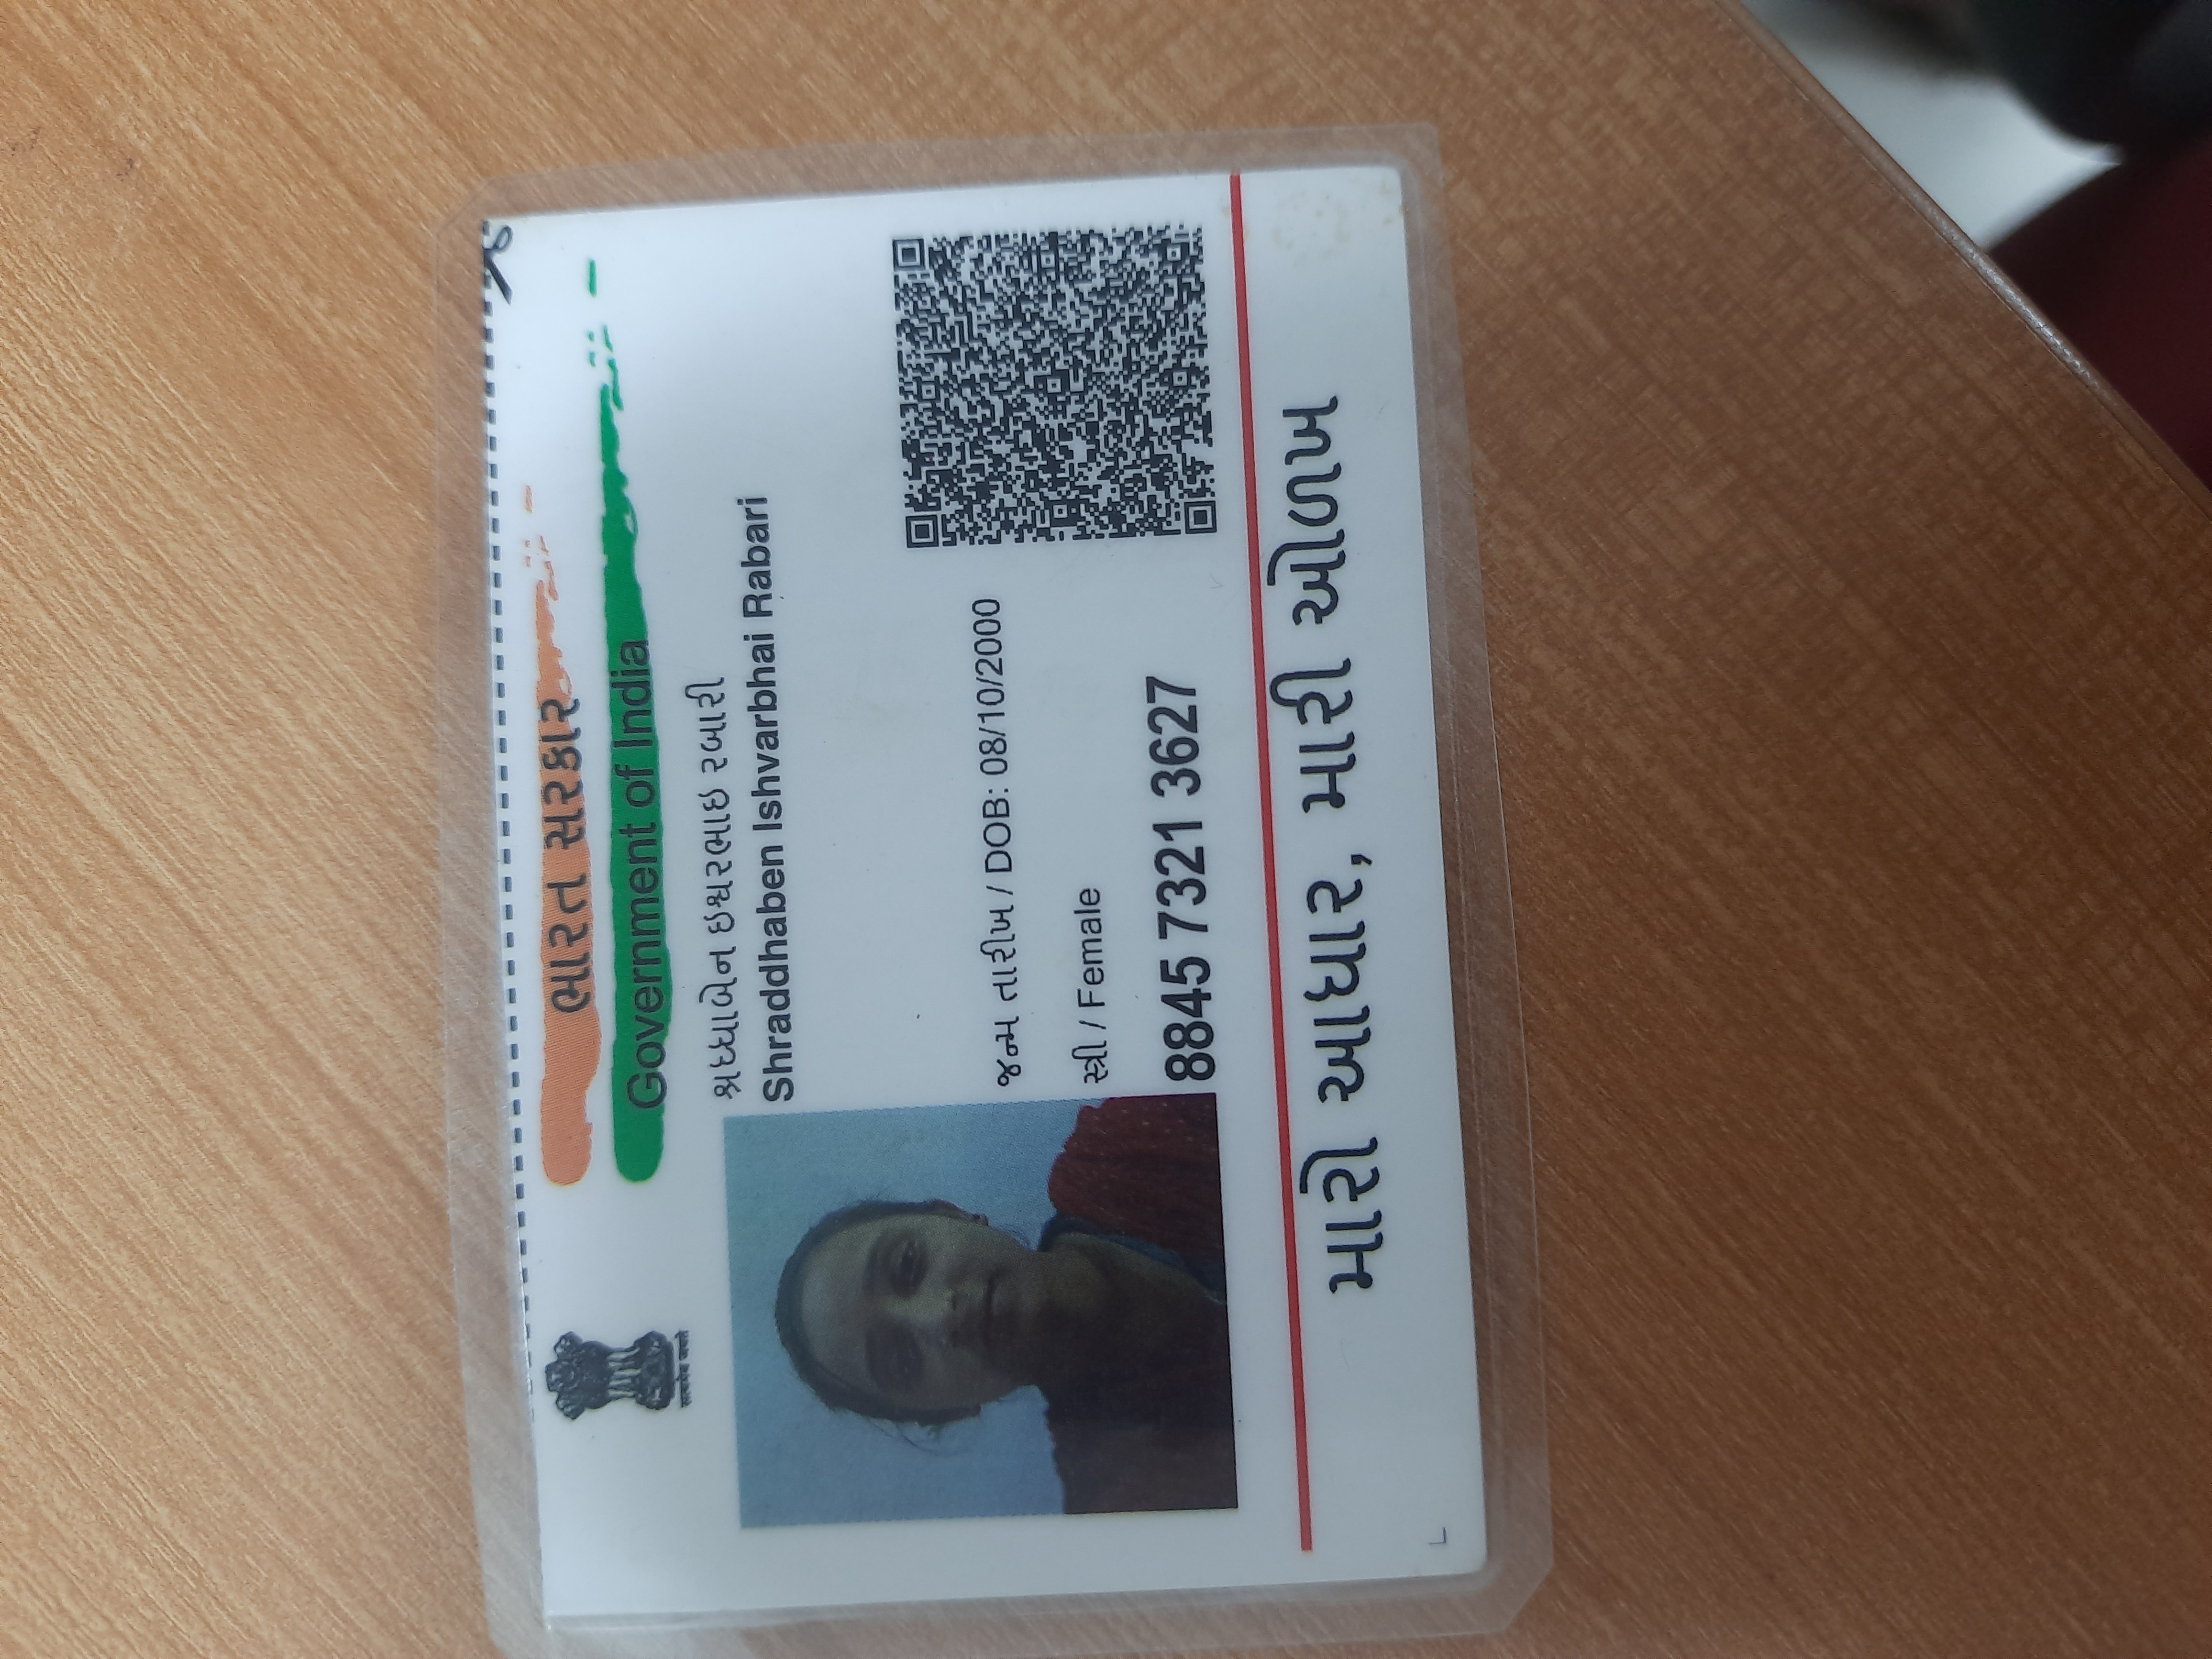 ભારત સરકાર
Government of India
सत्यमेव जयते
શ્રધ્ધાબેન ઇશ્વરભાઇ રબારી
Shraddhaben Ishvarbhai Rabari
જન્મ તારીખ / DOB: 08/10/2000
સ્ત્રી / Female
8845 7321 3627
મારો આધાર, મારી ઓળખ